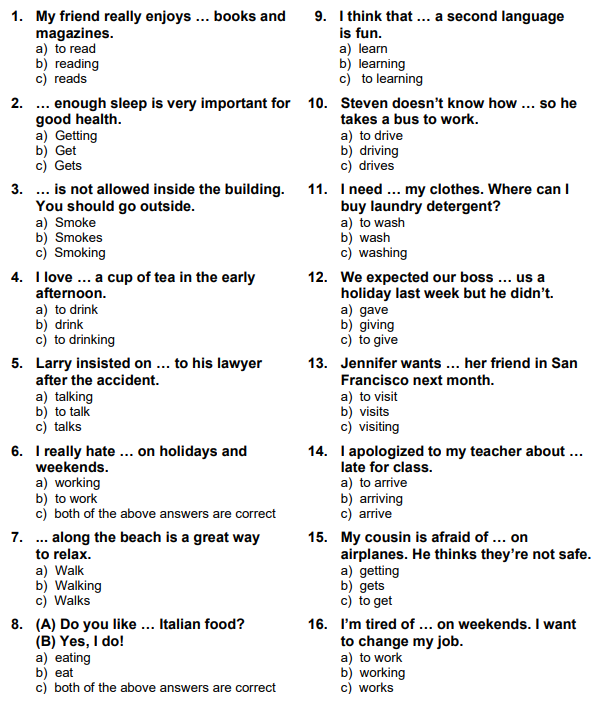 1. My friend really enjoys … books and
magazines.
a) to read
b) reading
c) reads
2. … enough sleep is very important for
good health.
a) Getting
b) Get
c) Gets
3. … is not allowed inside the building.
You should go outside.
a) Smoke
b) Smokes
c) Smoking
4. I love … a cup of tea in the early
afternoon.
a) to drink
b) drink
c) to drinking
5. Larry insisted on … to his lawyer
after the accident.
a) talking
b) to talk
c) talks
6. I really hate … on holidays and
weekends.
a) working
b) to work
c) both of the above answers are correct
7. ... along the beach is a great way
to relax.
a) Walk
b) Walking
c) Walks
8. (A) Do you like … Italian food?
(B) Yes, I do!
a) eating
b) eat
c) both of the above answers are correct
9. I think that … a second language
is fun.
a) learn
b) learning
c) to learning
10. Steven doesn’t know how … so he
takes a bus to work.
a) to drive
b) driving
c) drives
11. I need … my clothes. Where can I
buy laundry detergent?
a) to wash
b) wash
c) washing
12. We expected our boss … us a
holiday last week but he didn’t.
a) gave
b) giving
c) to give
13. Jennifer wants … her friend in San
Francisco next month.
a) to visit
b) visits
c) visiting
14. I apologized to my teacher about …
late for class.
a) to arrive
b) arriving
c) arrive
15. My cousin is afraid of … on
airplanes. He thinks they’re not safe.
a) getting
b) gets
c) to get
16. I’m tired of … on weekends. I want
to change my job.
a) to work
b) working
c) works